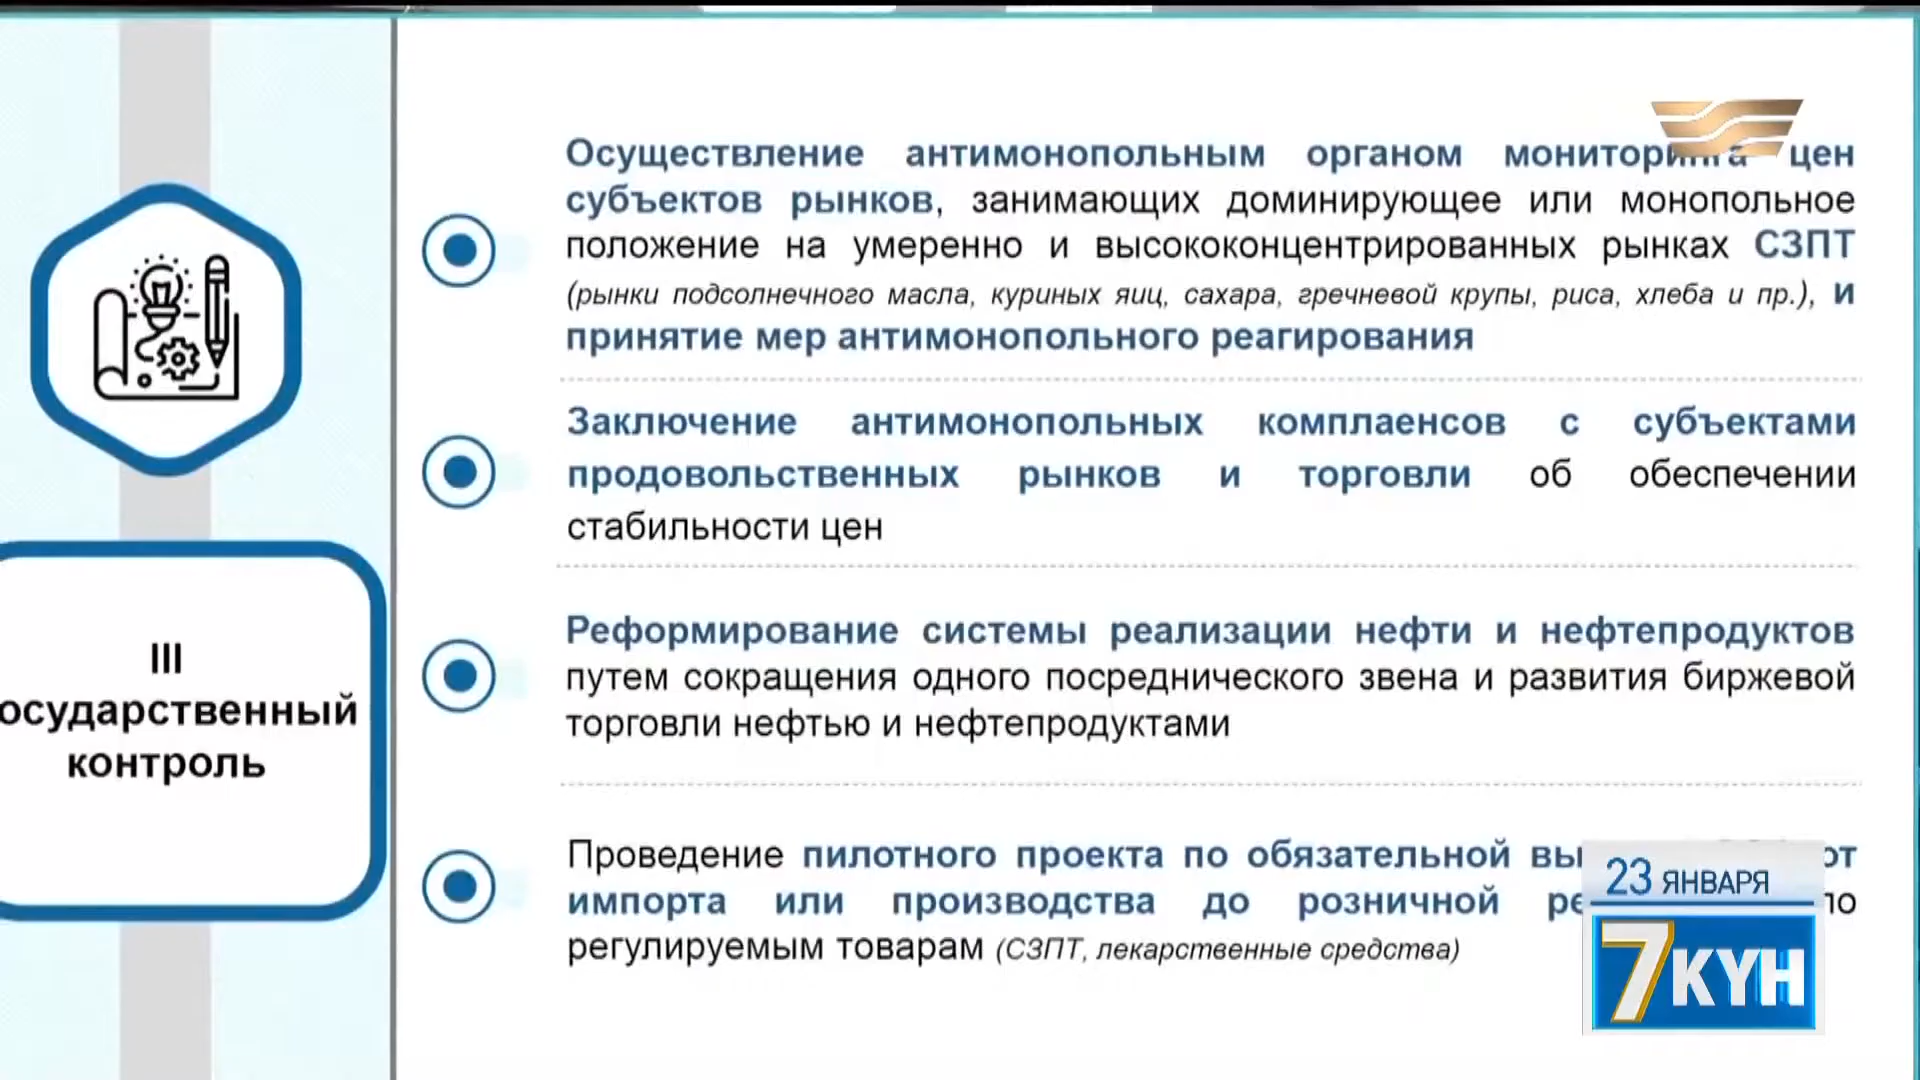 III
осударственный
контроль
Осуществление антимонопольным органом мониторинга цен
субъектов рынков, занимающих доминирующее или монопольное
положение на умеренно и высококонцентрированных рынках СЗПТ
(рынки подсолнечного масла, куриных яиц, сахара, гречневой крупы, риса, хлеба и пр.), и
принятие мер антимонопольного реагирования
Заключение антимонопольных комплаенсов с субъектами
продовольственных рынков и торговли об обеспечении
стабильности цен
Реформирование системы реализации нефти и нефтепродуктов
путем сокращения одного посреднического звена и развития биржевой
торговли нефтью и нефтепродуктами
Проведение пилотного проекта по обязательной от
импорта или производства до розничной по
регулируемым товарам (СЗПТ, лекарственные средства)
23 ЯНВАРЯ
7КҮН